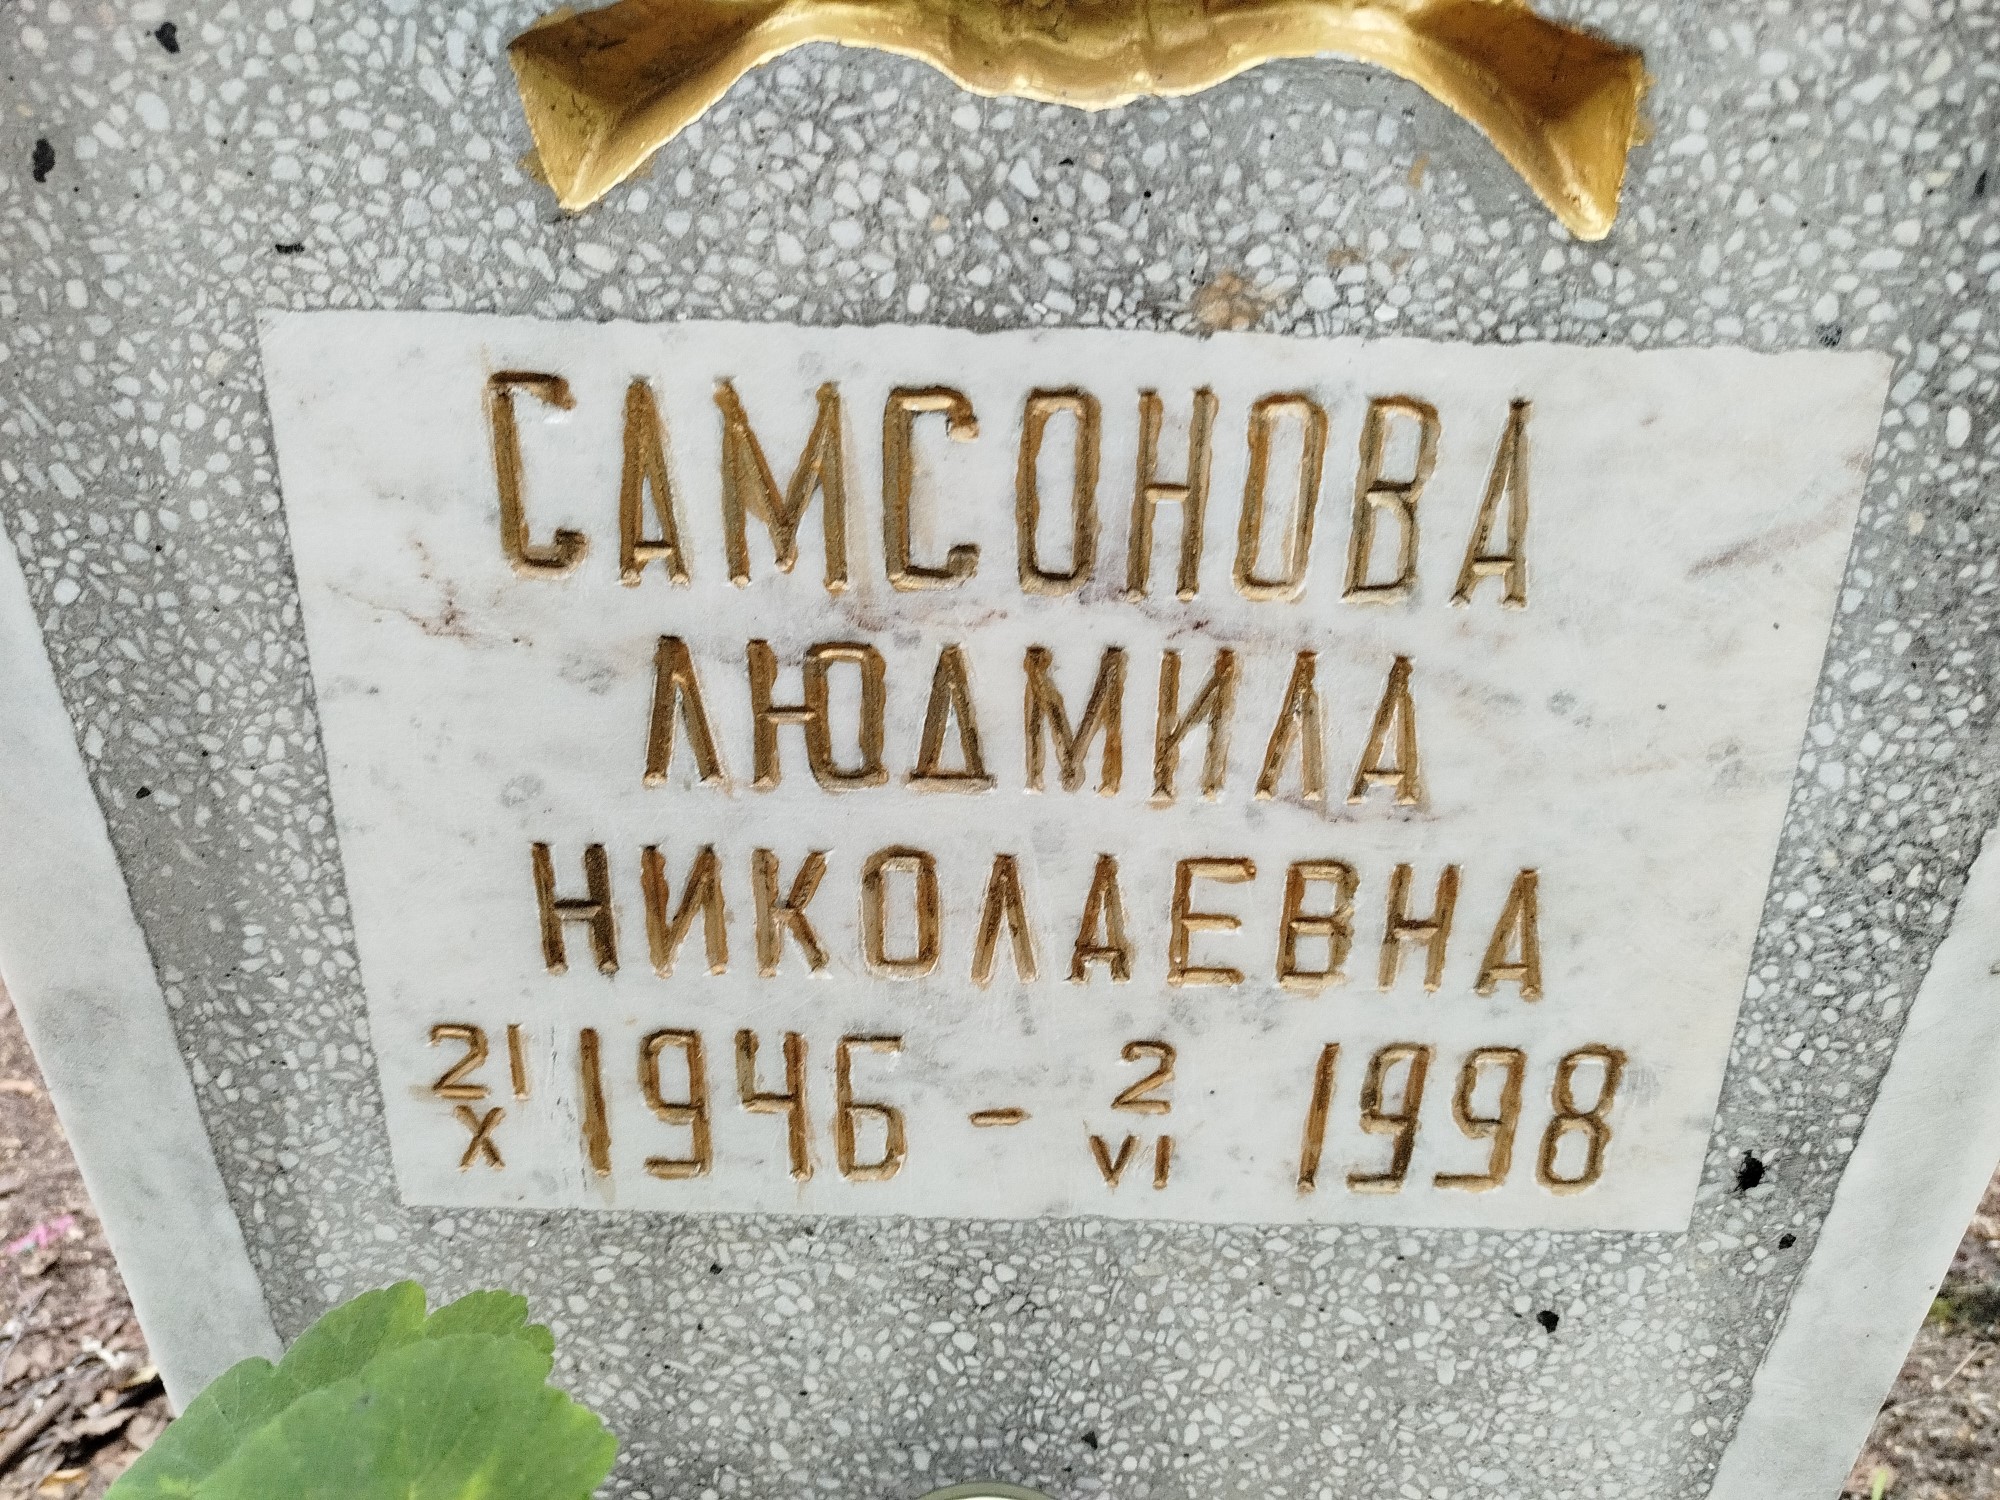 САМСОНОВА
ЛЮДМИЛА
НИКОЛАЕВНА
21/X 1946 - 2/VI 1998